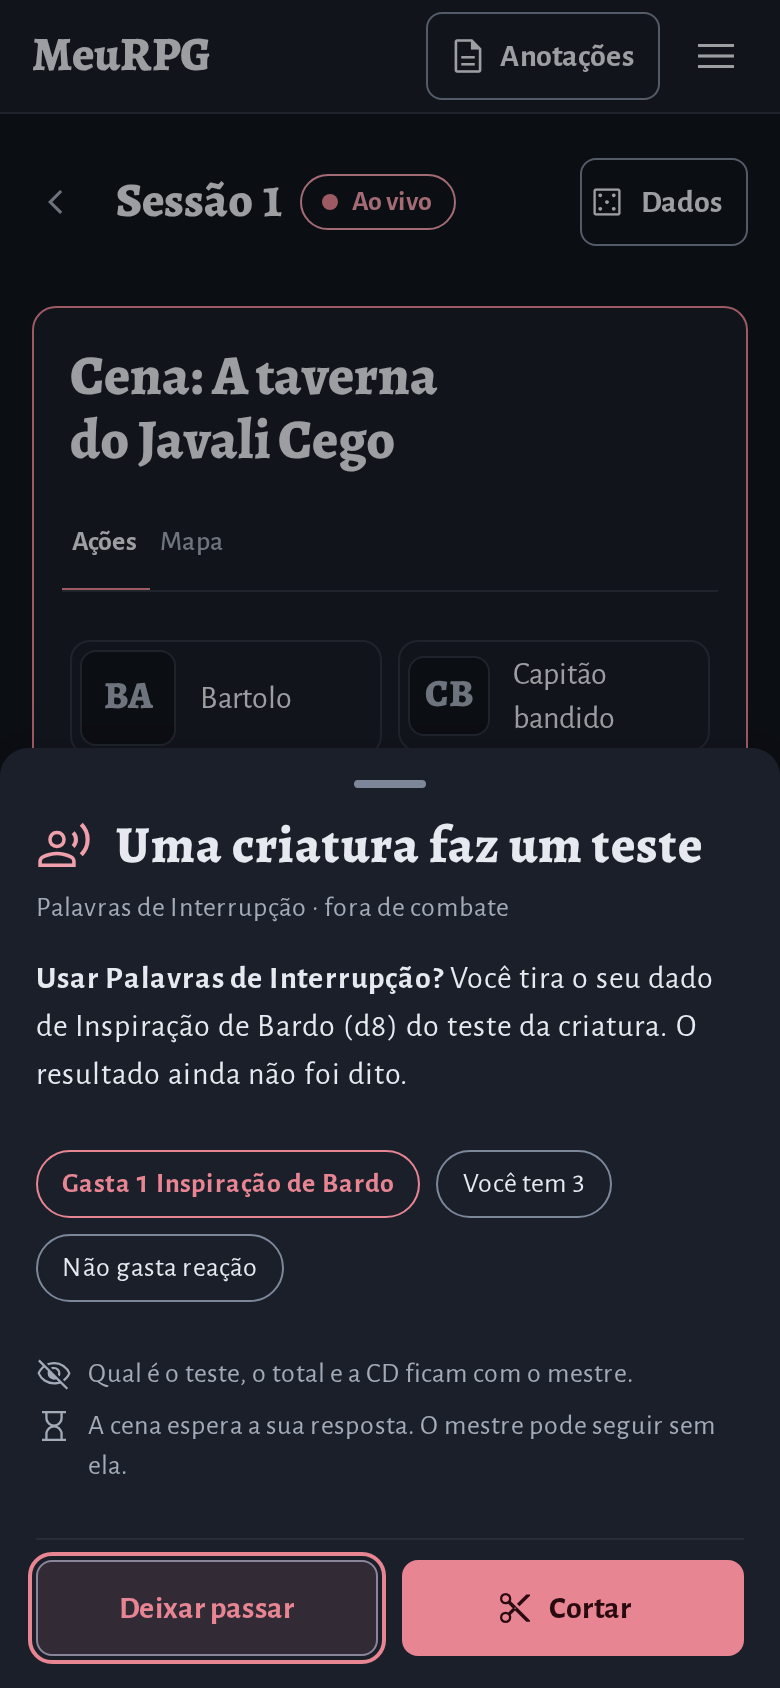 MeuRPG
Anotações
Sessão 1
Ao vivo
Dados
Cena: A taverna
do Javali Cego
Ações
Mapa
BA
Bartolo
CB
Capitão
bandido
Uma criatura faz um teste
Palavras de Interrupção · fora de combate
Usar Palavras de Interrupção? Você tira o seu dado
de Inspiração de Bardo (d8) do teste da criatura. O
resultado ainda não foi dito.
Gasta 1 Inspiração de Bardo
Você tem 3
Não gasta reação
Qual é o teste, o total e a CD ficam com o mestre.
A cena espera a sua resposta. O mestre pode seguir sem
ela.
Deixar passar
Cortar